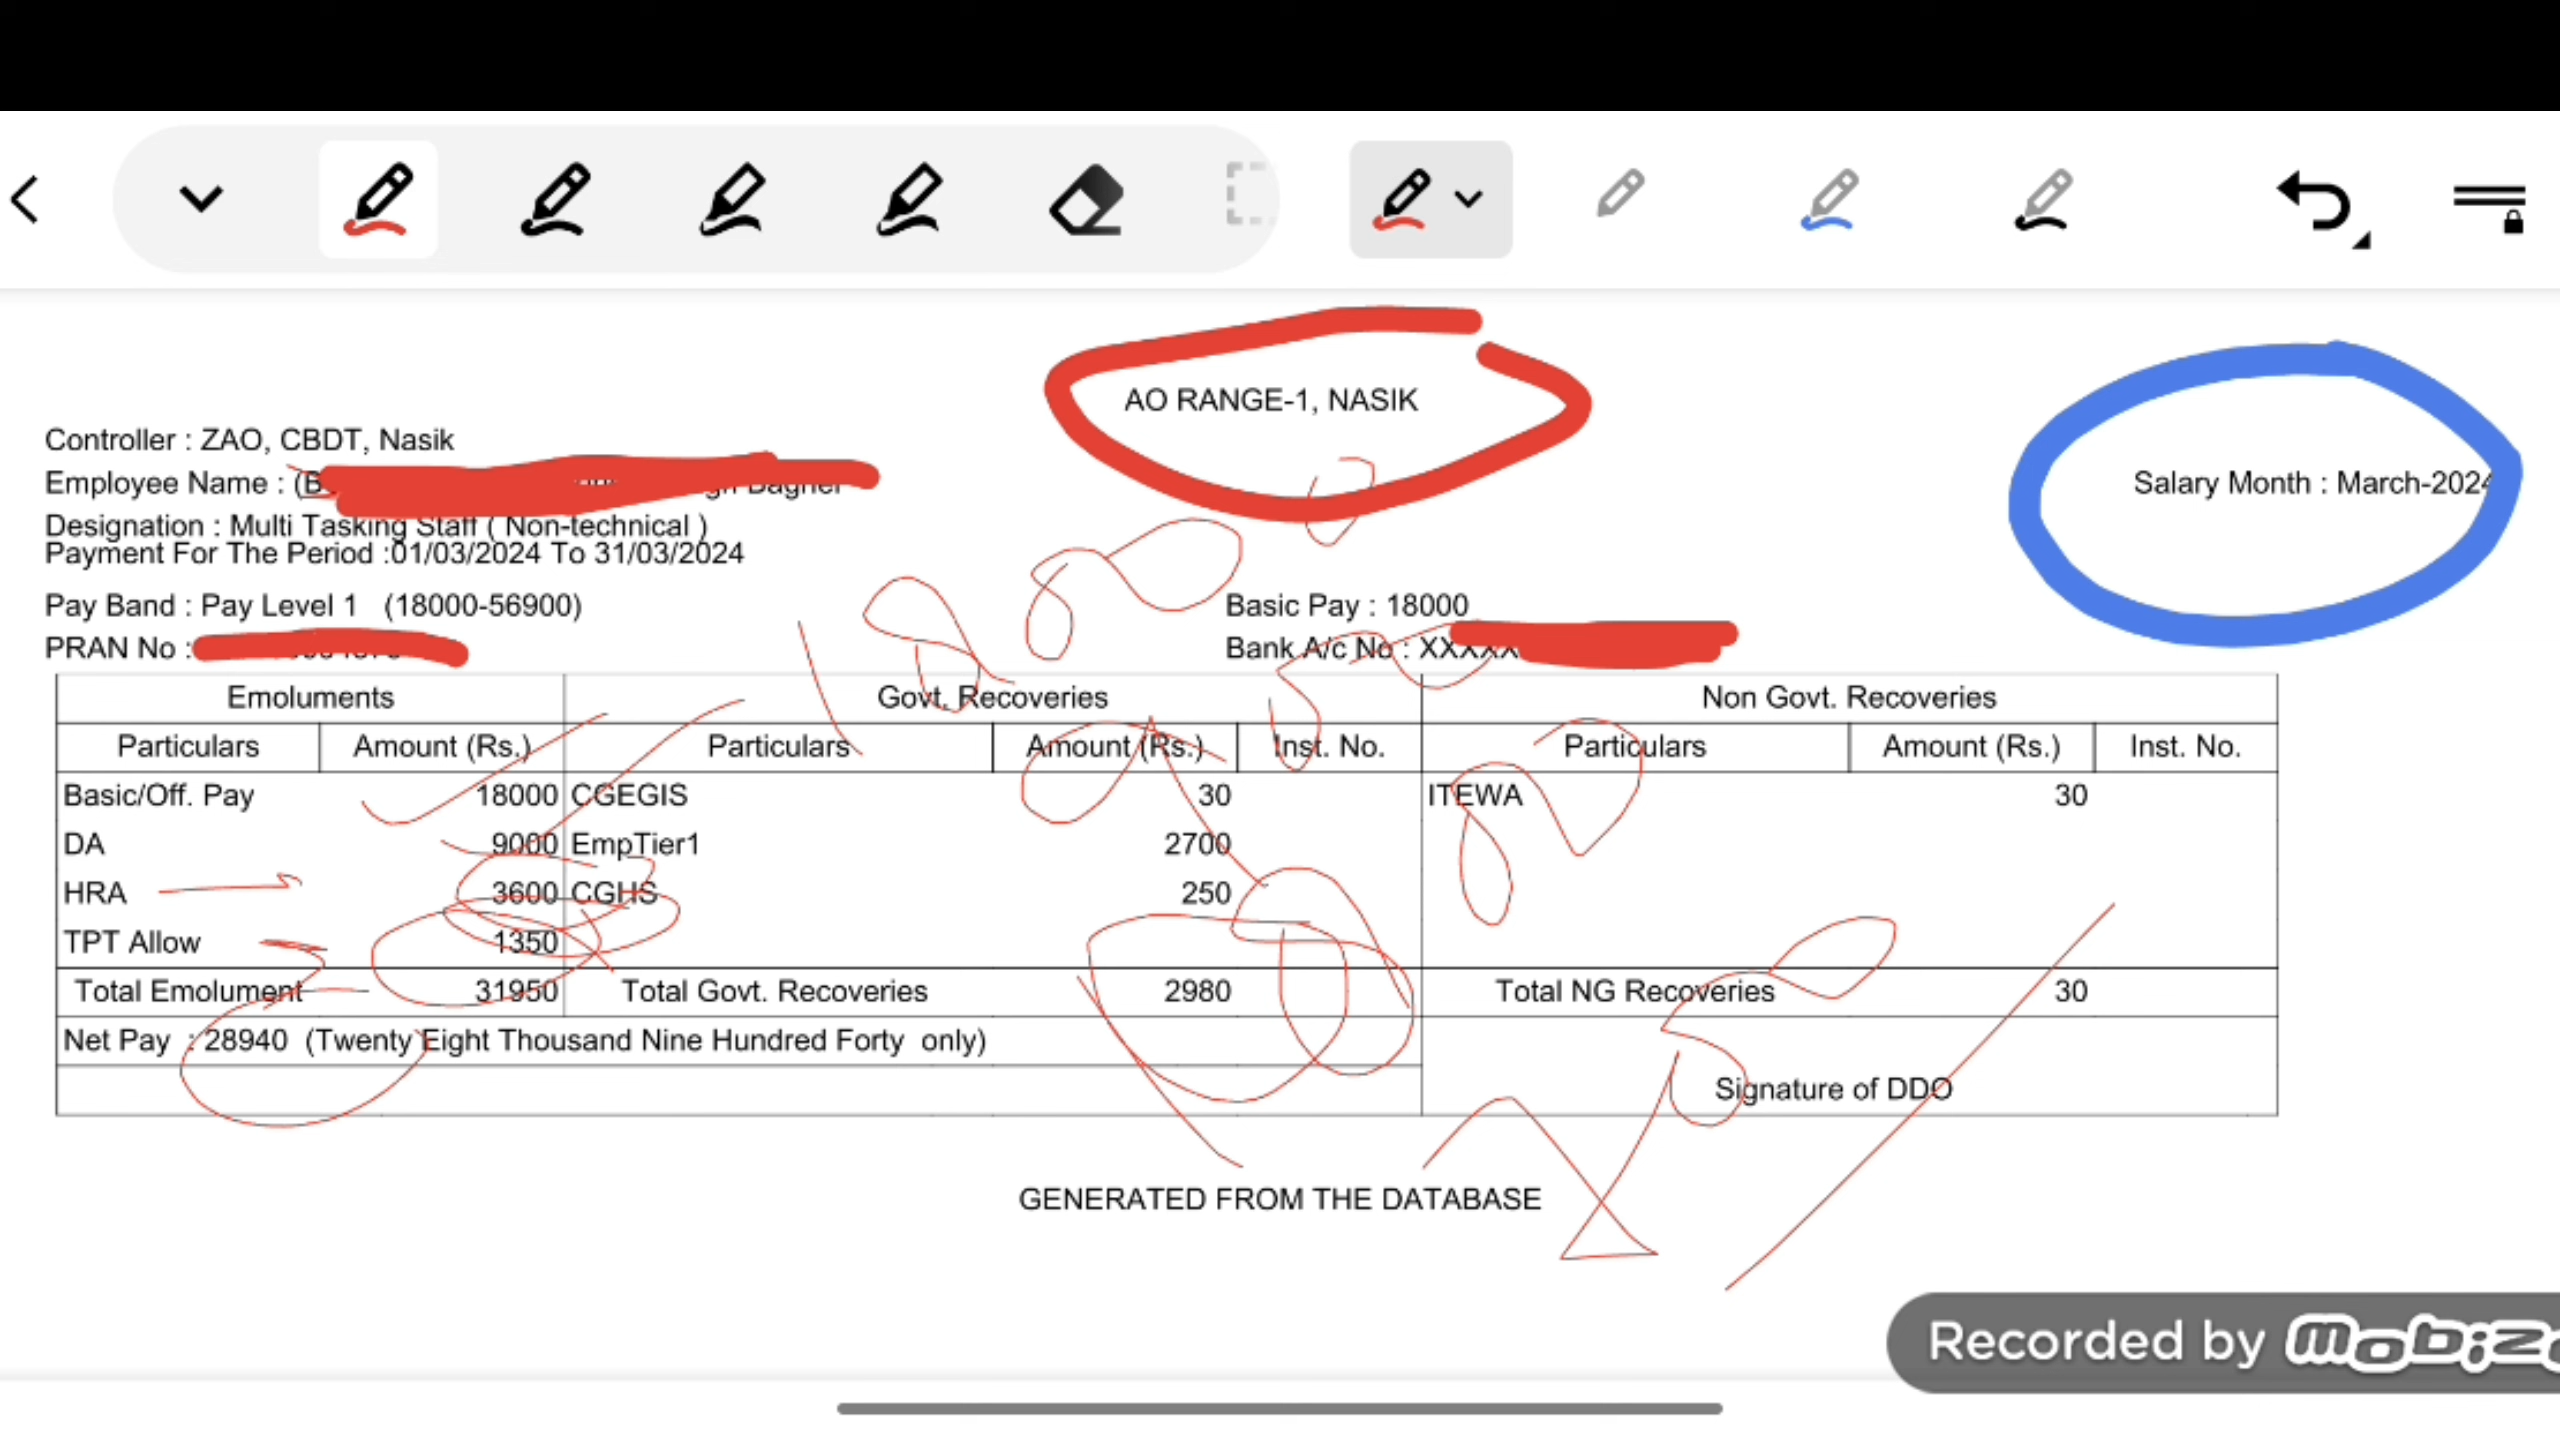 AO RANGE-1, NASIK
Controller : ZAO, CBDT, Nasik
Salary Month : March-2024
Employee Name : (B
Designation : Multi Tasking Staff ( Non-technical )
Payment For The Period :01/03/2024 To 31/03/2024
Pay Band : Pay Level 1 (18000-56900) Basic Pay : 18000
PRAN No : Bank A/c No : XXXXX
Emoluments Govt. Recoveries Non Govt. Recoveries
Particulars Amount (Rs.) Particulars Amount (Rs.) Inst. No. Particulars Amount (Rs.) Inst. No.
Basic/Off. Pay 18000 CGEGIS 30 ITEWA 30
DA 9000 EmpTier1 2700
HRA 3600 CGHS 250
TPT Allow 1350
Total Emolument 31950 Total Govt. Recoveries 2980 Total NG Recoveries 30
Net Pay : 28940 (Twenty Eight Thousand Nine Hundred Forty only)
Signature of DDO
GENERATED FROM THE DATABASE
Recorded by